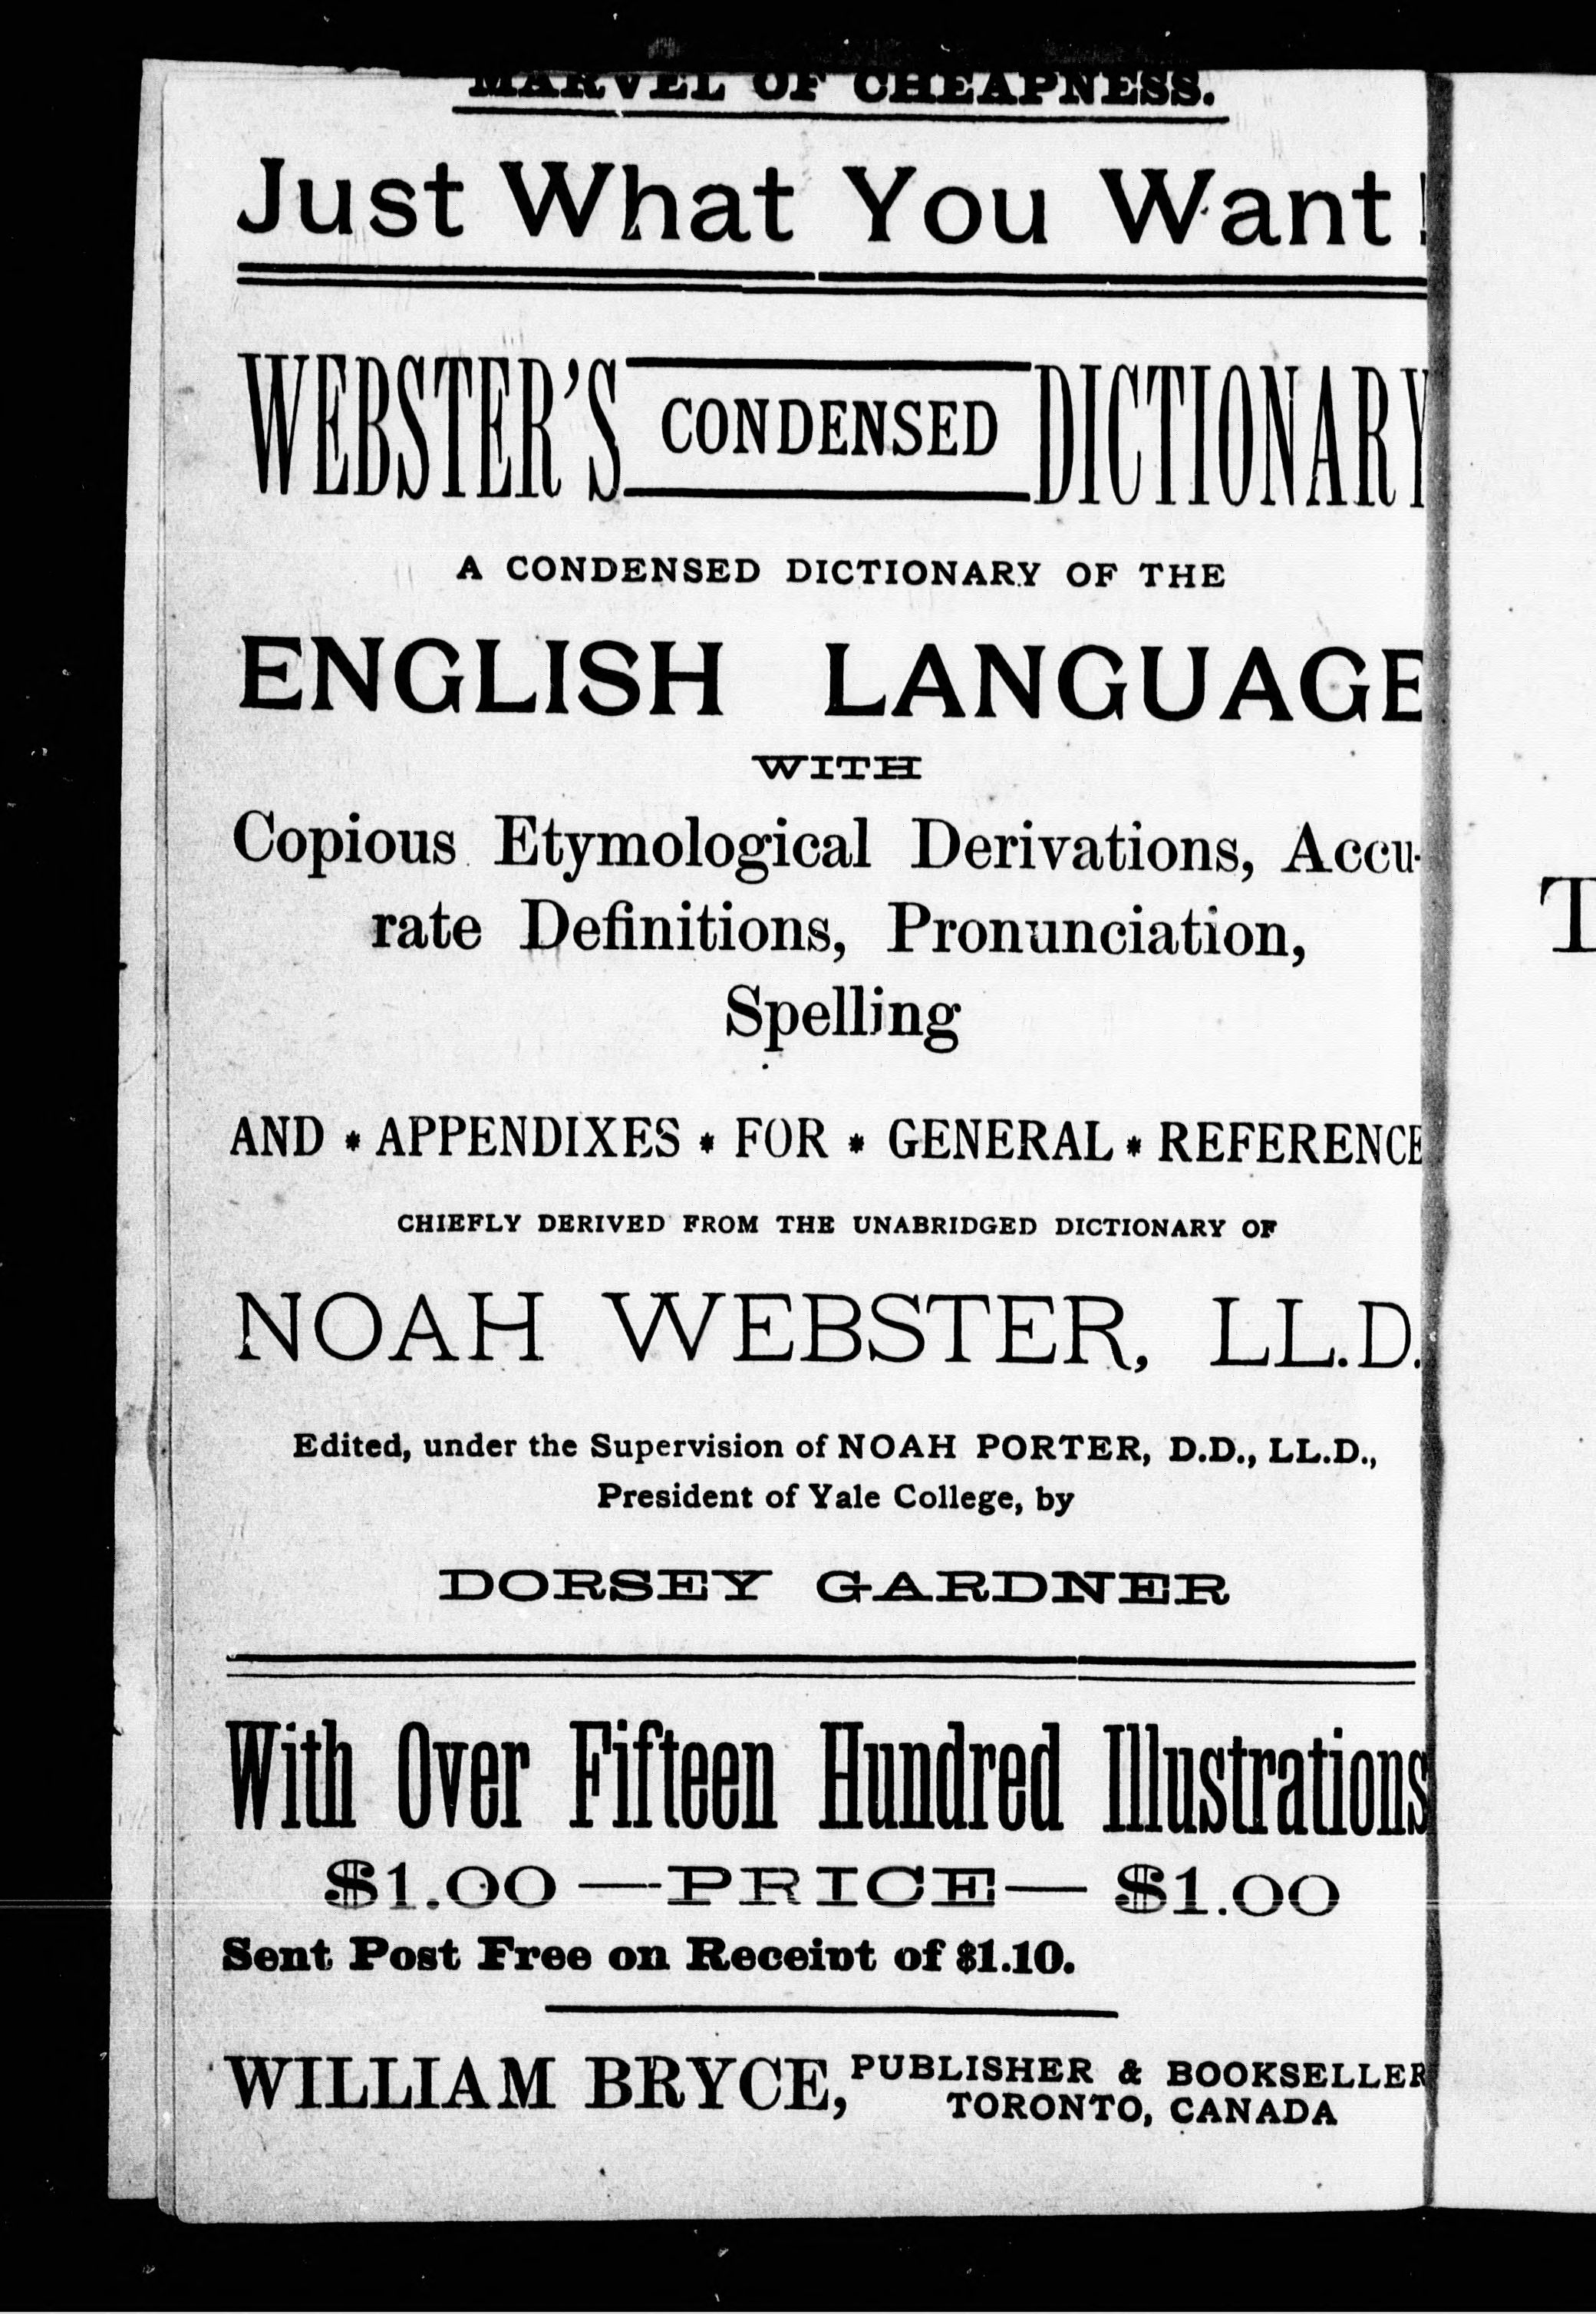 MARVEL OF CHEAPNESS.
Just What You Want!
WEBSTER'S CONDENSED DICTIONARY
A CONDENSED DICTIONARY OF THE
ENGLISH LANGUAGE
WITH
Copious Etymological Derivations, Accu-
rate Definitions, Pronunciation,
Spelling
AND * APPENDIXES * FOR * GENERAL * REFERENCE
CHIEFLY DERIVED FROM THE UNABRIDGED DICTIONARY OF
NOAH WEBSTER, LL.D.
Edited, under the Supervision of NOAH PORTER, D.D., LL.D.,
President of Yale College, by
DORSEY GARDNER
With Over Fifteen Hundred Illustrations
$1.00 —PRICE— $1.00
Sent Post Free on Receipt of $1.10.
WILLIAM BRYCE, PUBLISHER & BOOKSELLER
TORONTO, CANADA
T